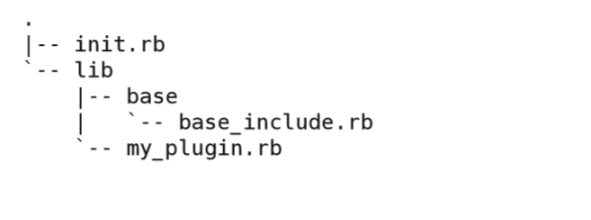 .
|-- init.rb
`-- lib
    |-- base
    |   `-- base_include.rb
    `-- my_plugin.rb